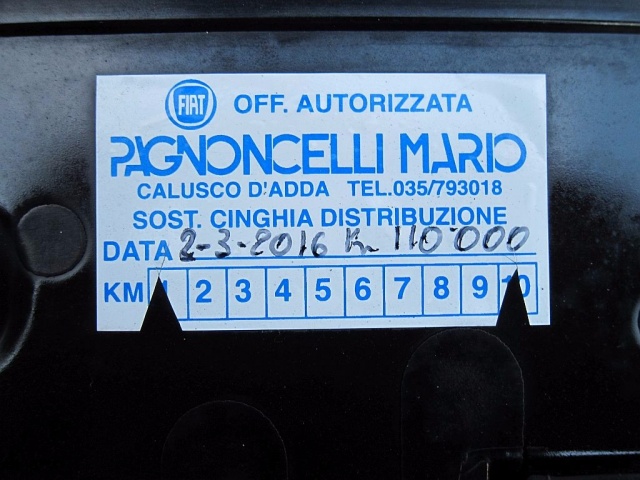 FIAT OFF. AUTORIZZATA
PAGNONCELLI MARIO
CALUSCO D'ADDA TEL.035/793018
SOST. CINGHIA DISTRIBUZIONE
DATA 2-3-2016 Km 110'000
KM 1 2 3 4 5 6 7 8 9 10